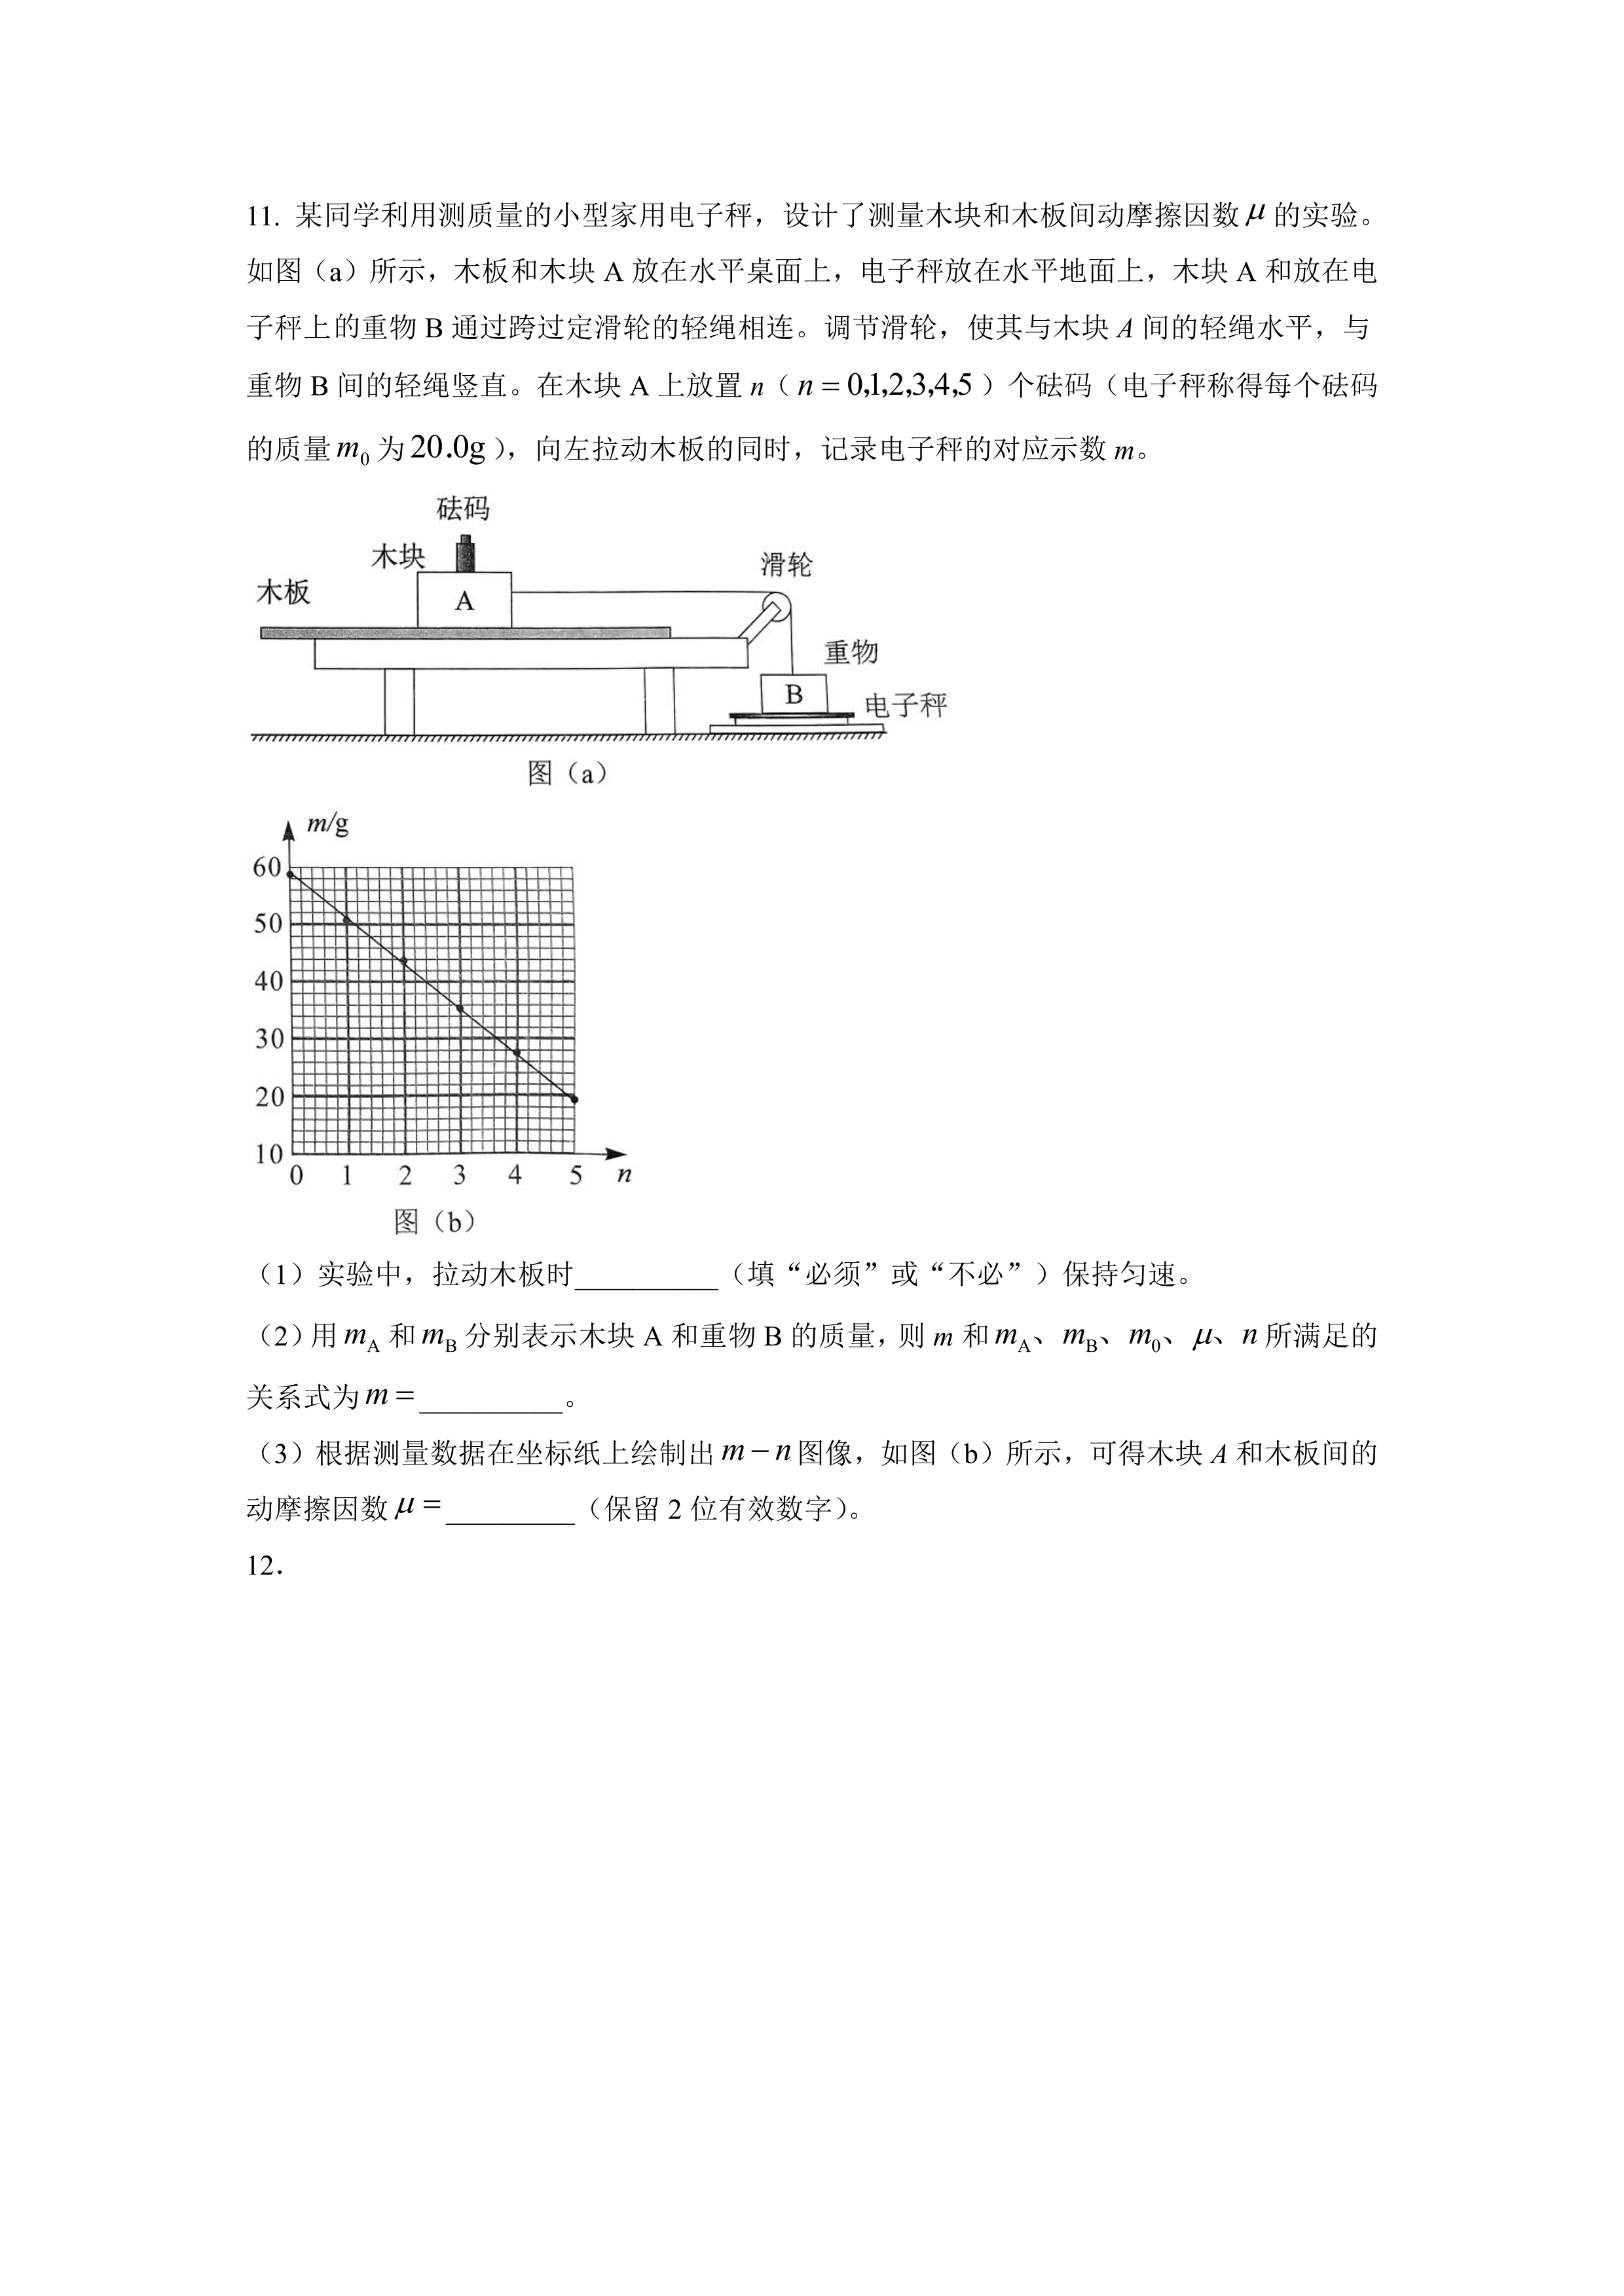 11. 某同学利用测质量的小型家用电子秤，设计了测量木块和木板间动摩擦因数 μ 的实验。
如图（a）所示，木板和木块 A 放在水平桌面上，电子秤放在水平地面上，木块 A 和放在电
子秤上的重物 B 通过跨过定滑轮的轻绳相连。调节滑轮，使其与木块 A 间的轻绳水平，与
重物 B 间的轻绳竖直。在木块 A 上放置 n（ n = 0,1,2,3,4,5 ）个砝码（电子秤称得每个砝码
的质量 m₀ 为 20.0g ），向左拉动木板的同时，记录电子秤的对应示数 m。
砝码
木块
滑轮
木板
A
重物
B
电子秤
图（a）
m/g
60
50
40
30
20
10
0 1 2 3 4 5 n
图（b）
（1）实验中，拉动木板时__________（填“必须”或“不必”）保持匀速。
（2）用 m_A 和 m_B 分别表示木块 A 和重物 B 的质量，则 m 和 m_A、m_B、m₀、μ、n 所满足的
关系式为 m = __________。
（3）根据测量数据在坐标纸上绘制出 m − n 图像，如图（b）所示，可得木块 A 和木板间的
动摩擦因数 μ = _________（保留 2 位有效数字）。
12.